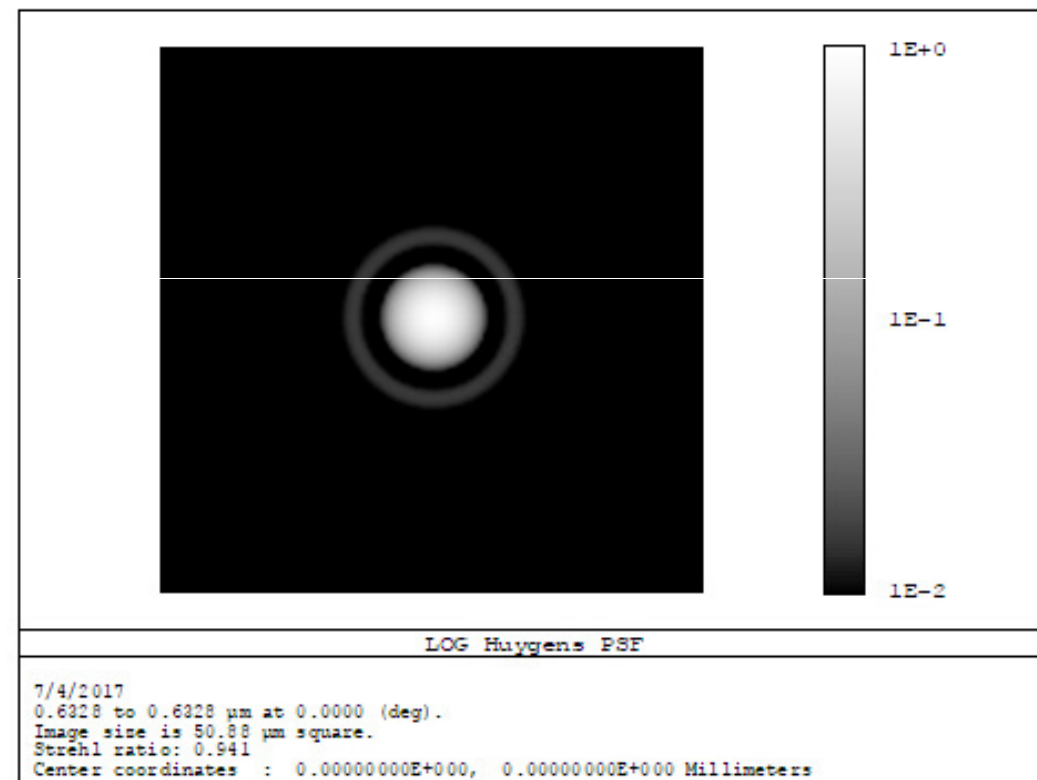 1E+0
1E-1
1E-2
LOG Huygens PSF
7/4/2017
0.6328 to 0.6328 µm at 0.0000 (deg).
Image size is 50.88 µm square.
Strehl ratio: 0.941
Center coordinates  :  0.00000000E+000,  0.00000000E+000 Millimeters